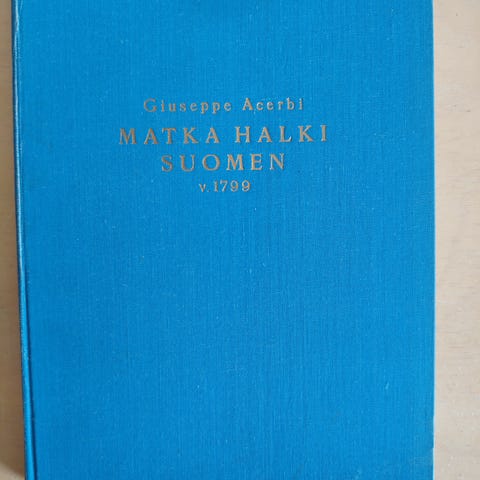 Giuseppe Acerbi
MATKA HALKI
SUOMEN
v. 1799